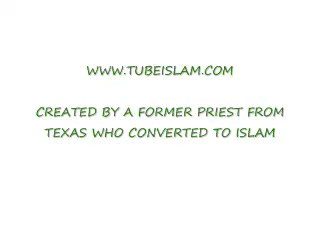 WWW.TUBEISLAM.COM
CREATED BY A FORMER PRIEST FROM
TEXAS WHO CONVERTED TO ISLAM